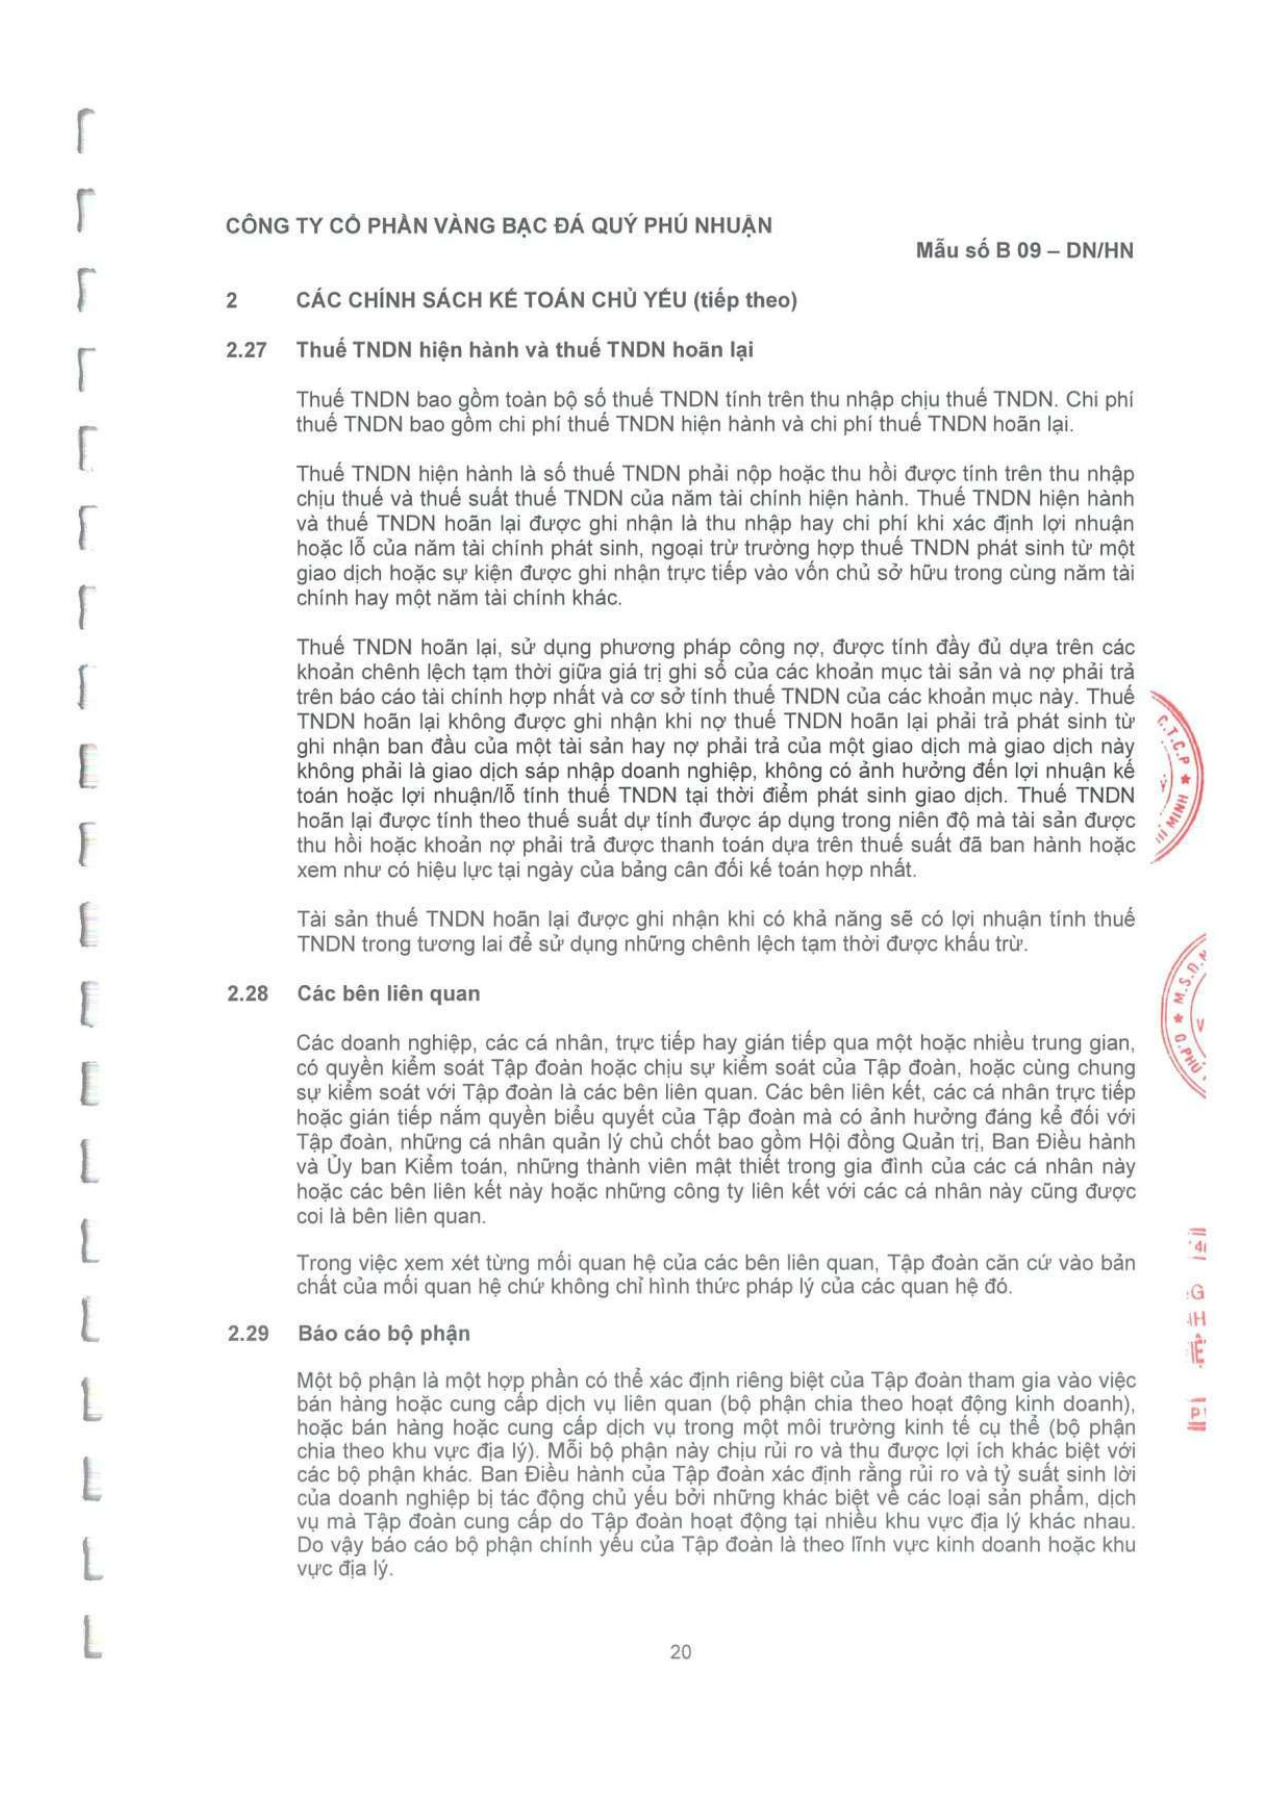 CÔNG TY CỔ PHẦN VÀNG BẠC ĐÁ QUÝ PHÚ NHUẬN
Mẫu số B 09 – DN/HN
2 CÁC CHÍNH SÁCH KẾ TOÁN CHỦ YẾU (tiếp theo)
2.27 Thuế TNDN hiện hành và thuế TNDN hoãn lại
Thuế TNDN bao gồm toàn bộ số thuế TNDN tính trên thu nhập chịu thuế TNDN. Chi phí
thuế TNDN bao gồm chi phí thuế TNDN hiện hành và chi phí thuế TNDN hoãn lại.
Thuế TNDN hiện hành là số thuế TNDN phải nộp hoặc thu hồi được tính trên thu nhập
chịu thuế và thuế suất thuế TNDN của năm tài chính hiện hành. Thuế TNDN hiện hành
và thuế TNDN hoãn lại được ghi nhận là thu nhập hay chi phí khi xác định lợi nhuận
hoặc lỗ của năm tài chính phát sinh, ngoại trừ trường hợp thuế TNDN phát sinh từ một
giao dịch hoặc sự kiện được ghi nhận trực tiếp vào vốn chủ sở hữu trong cùng năm tài
chính hay một năm tài chính khác.
Thuế TNDN hoãn lại, sử dụng phương pháp công nợ, được tính đầy đủ dựa trên các
khoản chênh lệch tạm thời giữa giá trị ghi sổ của các khoản mục tài sản và nợ phải trả
trên báo cáo tài chính hợp nhất và cơ sở tính thuế TNDN của các khoản mục này. Thuế
TNDN hoãn lại không được ghi nhận khi nợ thuế TNDN hoãn lại phải trả phát sinh từ
ghi nhận ban đầu của một tài sản hay nợ phải trả của một giao dịch mà giao dịch này
không phải là giao dịch sáp nhập doanh nghiệp, không có ảnh hưởng đến lợi nhuận kế
toán hoặc lợi nhuận/lỗ tính thuế TNDN tại thời điểm phát sinh giao dịch. Thuế TNDN
hoãn lại được tính theo thuế suất dự tính được áp dụng trong niên độ mà tài sản được
thu hồi hoặc khoản nợ phải trả được thanh toán dựa trên thuế suất đã ban hành hoặc
xem như có hiệu lực tại ngày của bảng cân đối kế toán hợp nhất.
Tài sản thuế TNDN hoãn lại được ghi nhận khi có khả năng sẽ có lợi nhuận tính thuế
TNDN trong tương lai để sử dụng những chênh lệch tạm thời được khấu trừ.
2.28 Các bên liên quan
Các doanh nghiệp, các cá nhân, trực tiếp hay gián tiếp qua một hoặc nhiều trung gian,
có quyền kiểm soát Tập đoàn hoặc chịu sự kiểm soát của Tập đoàn, hoặc cùng chung
sự kiểm soát với Tập đoàn là các bên liên quan. Các bên liên kết, các cá nhân trực tiếp
hoặc gián tiếp nắm quyền biểu quyết của Tập đoàn mà có ảnh hưởng đáng kể đối với
Tập đoàn, những cá nhân quản lý chủ chốt bao gồm Hội đồng Quản trị, Ban Điều hành
và Ủy ban Kiểm toán, những thành viên mật thiết trong gia đình của các cá nhân này
hoặc các bên liên kết này hoặc những công ty liên kết với các cá nhân này cũng được
coi là bên liên quan.
Trong việc xem xét từng mối quan hệ của các bên liên quan, Tập đoàn căn cứ vào bản
chất của mối quan hệ chứ không chỉ hình thức pháp lý của các quan hệ đó.
2.29 Báo cáo bộ phận
Một bộ phận là một hợp phần có thể xác định riêng biệt của Tập đoàn tham gia vào việc
bán hàng hoặc cung cấp dịch vụ liên quan (bộ phận chia theo hoạt động kinh doanh),
hoặc bán hàng hoặc cung cấp dịch vụ trong một môi trường kinh tế cụ thể (bộ phận
chia theo khu vực địa lý). Mỗi bộ phận này chịu rủi ro và thu được lợi ích khác biệt với
các bộ phận khác. Ban Điều hành của Tập đoàn xác định rằng rủi ro và tỷ suất sinh lời
của doanh nghiệp bị tác động chủ yếu bởi những khác biệt về các loại sản phẩm, dịch
vụ mà Tập đoàn cung cấp do Tập đoàn hoạt động tại nhiều khu vực địa lý khác nhau.
Do vậy báo cáo bộ phận chính yếu của Tập đoàn là theo lĩnh vực kinh doanh hoặc khu
vực địa lý.
20
C.T.C.P
MINH
M.S.D.N
Q.PHÚ